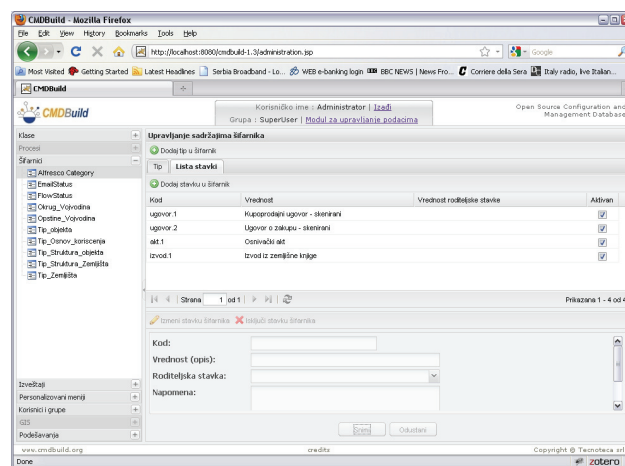 CMDBuild - Mozilla Firefox
File Edit View History Bookmarks Tools Help
http://localhost:8080/cmdbuild-1.3/administration.jsp
Google
Most Visited Getting Started Latest Headlines Serbia Broadband - Lo... WEB e-banking login BBC NEWS | News Fro... Corriere della Sera Italy radio, live Italian...
CMDBuild
CMDBuild
Korisničko ime : Administrator | Izađi
Grupa : SuperUser | Modul za upravljanje podacima
Open Source Configuration and
Management Database
Klase
Procesi
Šifarnici
Alfresco Category
EmailStatus
FlowStatus
Okrug_Vojvodina
Opstine_Vojvodina
Tip_objekta
Tip_Osnov_koriscenja
Tip_Struktura_objekta
Tip_Struktura_Zemljišta
Tip_Zemljišta
Izveštaji
Personalizovani meniji
Korisnici i grupe
GIS
Podešavanja
Upravljanje sadržajima šifarnika
Dodaj tip u šifarnik
Tip Lista stavki
Dodaj stavku u šifarnik
Kod Vrednost Vrednost roditeljske stavke Aktivan
ugovor.1 Kupoprodajni ugovor - skenirani
ugovor.2 Ugovor o zakupu - skenirani
akt.1 Osnivački akt
izvod.1 Izvod iz zemljišne knjige
Strana 1 od 1 Prikazana 1 - 4 od 4
Izmeni stavku šifarnika Isključi stavku šifarnika
Kod:
Vrednost (opis):
Roditeljska stavka:
Napomena:
Snimi Odustani
www.cmdbuild.org credits Copyright © Tecnoteca srl
Done zotero